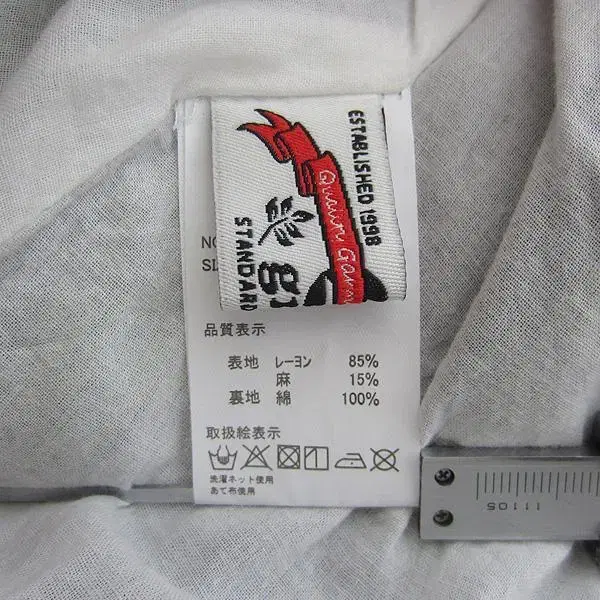 ESTABLISHED 1998
STANDARD
品質表示
表地 レーヨン 85%
麻 15%
裏地 綿 100%
取扱絵表示
洗濯ネット使用
あて布使用
11105